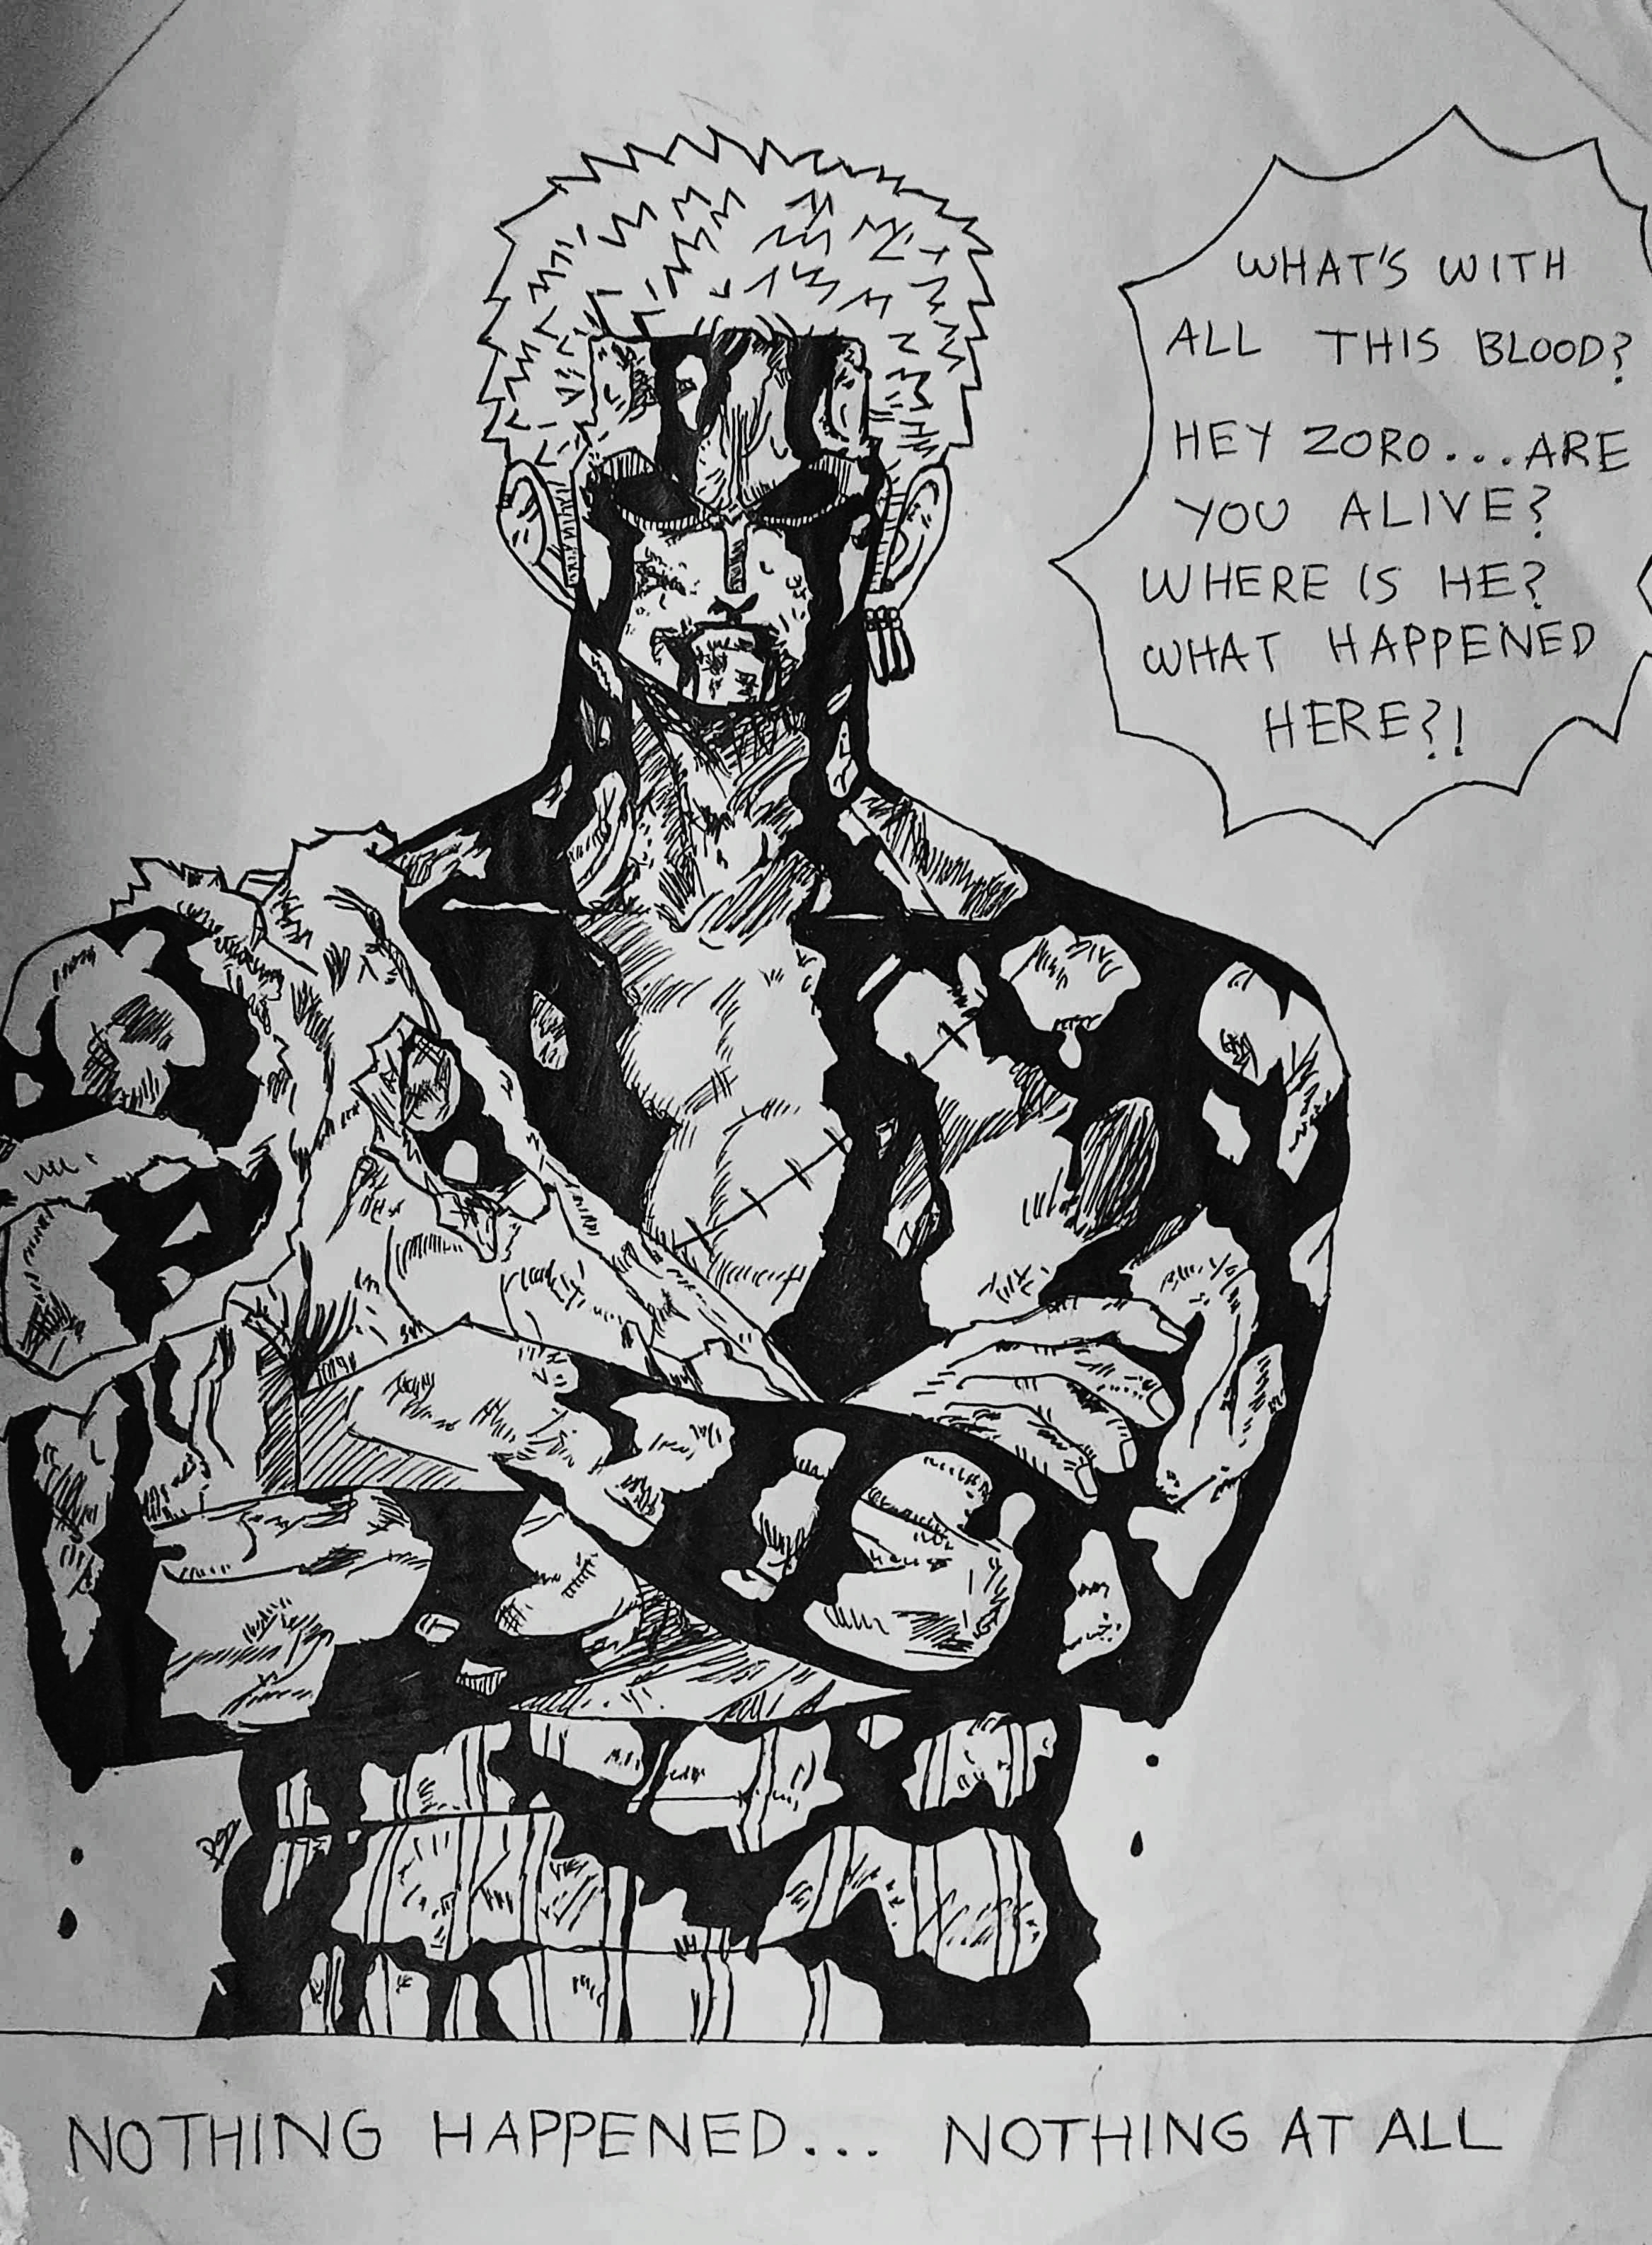 WHAT'S WITH
ALL THIS BLOOD?
HEY ZORO...ARE
YOU ALIVE?
WHERE IS HE?
WHAT HAPPENED
HERE?!
NOTHING HAPPENED... NOTHING AT ALL